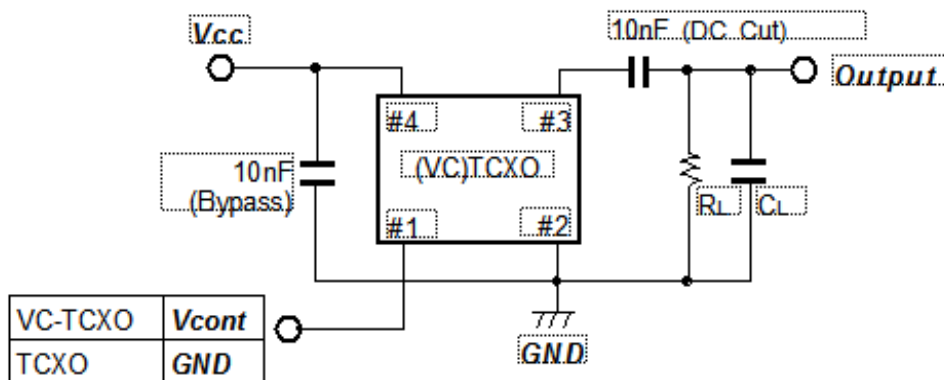 Vcc
10nF (DC Cut)
Output
#4
#3
10nF
(Bypass)
(VC)TCXO
#1
#2
RL
CL
VC-TCXO Vcont
TCXO GND
GND